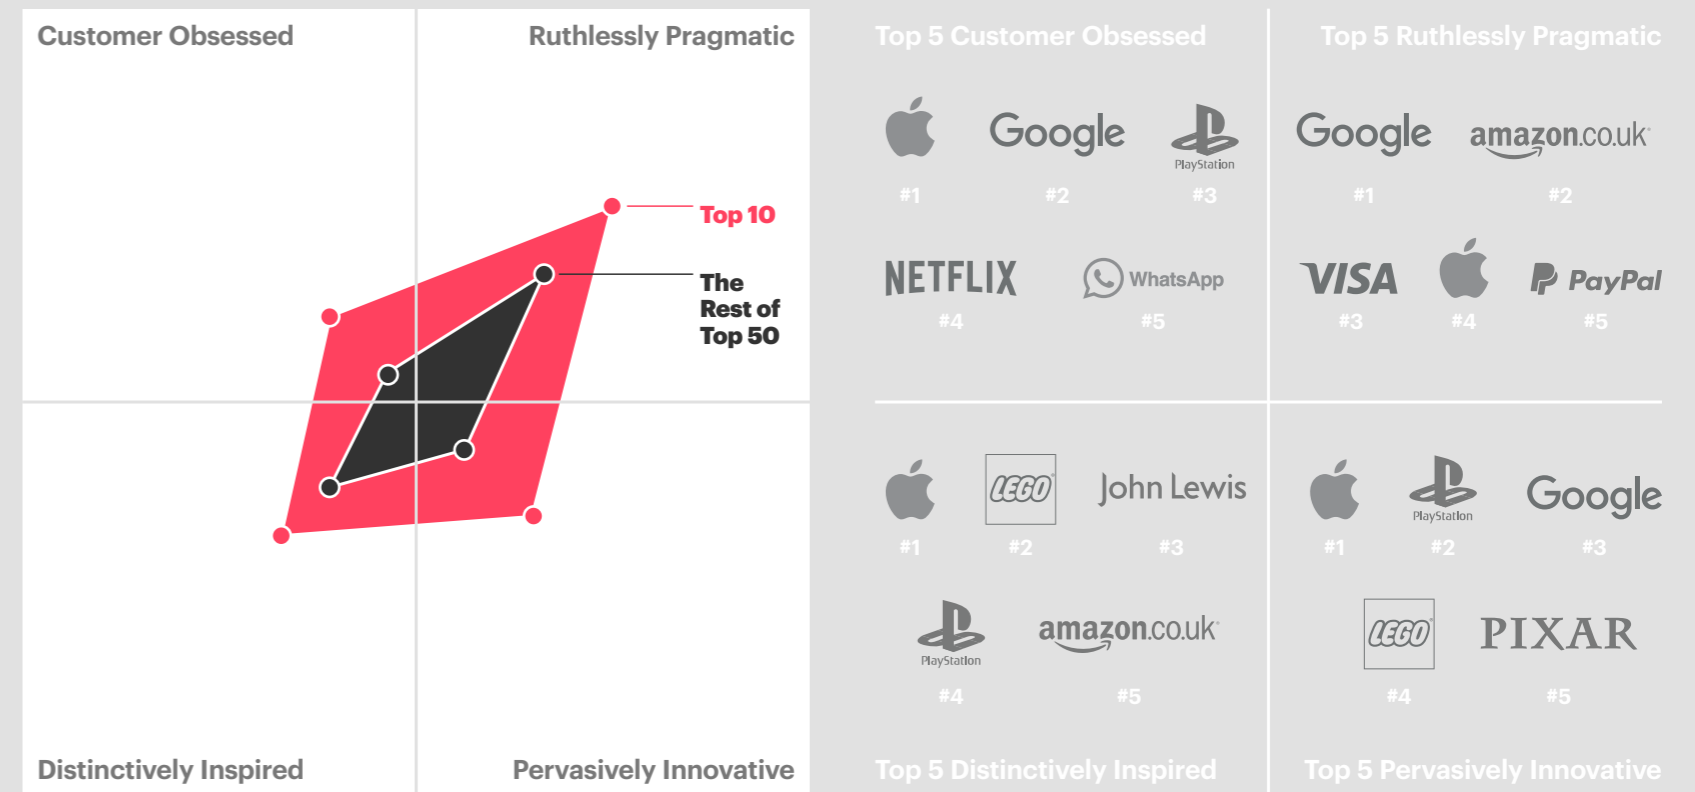 Customer Obsessed
Ruthlessly Pragmatic
Top 10
The
Rest of
Top 50
Distinctively Inspired
Pervasively Innovative
Top 5 Customer Obsessed
Google
PlayStation
#1
#2
#3
NETFLIX
WhatsApp
#4
#5
Top 5 Ruthlessly Pragmatic
Google
amazon.co.uk
#1
#2
VISA
PayPal
#3
#4
#5
LEGO
John Lewis
#1
#2
#3
PlayStation
amazon.co.uk
#4
#5
Top 5 Distinctively Inspired
PlayStation
Google
#1
#2
#3
LEGO
PIXAR
#4
#5
Top 5 Pervasively Innovative